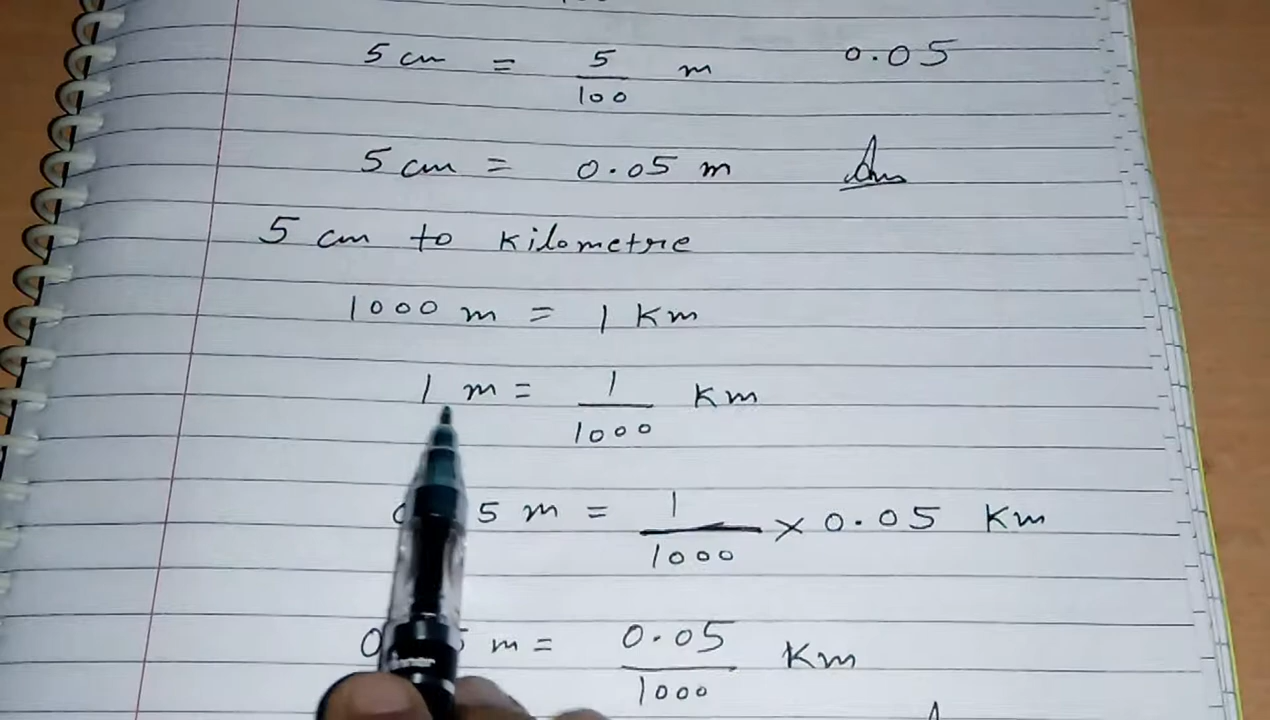 5 cm = 5/100 m 0.05
5 cm = 0.05 m Ans
5 cm to kilometre
1000 m = 1 Km
1 m = 1/1000 Km
5 m = 1/1000 × 0.05 Km
m = 0.05/1000 Km